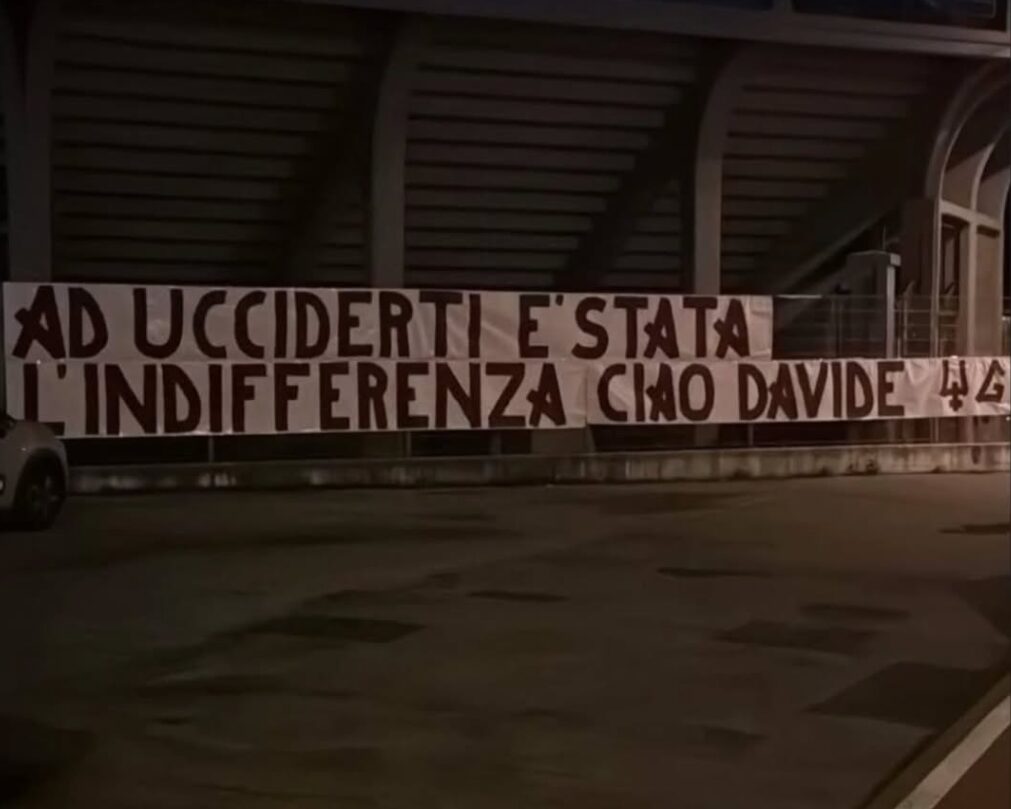 AD UCCIDERTI E' STATA
L'INDIFFERENZA CIAO DAVIDE G